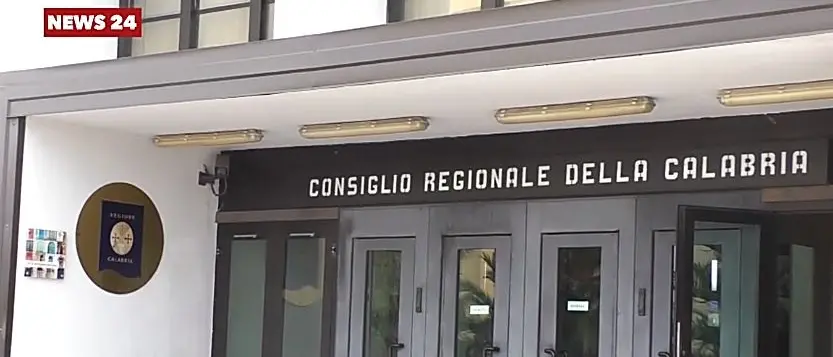 NEWS 24
CONSIGLIO REGIONALE DELLA CALABRIA
REGIONE
CALABRIA